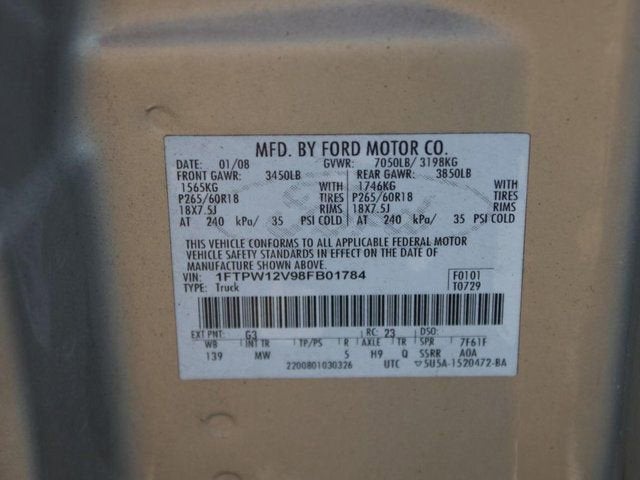 MFD. BY FORD MOTOR CO.
DATE: 01/08 GVWR: 7050LB/ 3198KG
FRONT GAWR: 3450LB REAR GAWR: 3850LB
1565KG WITH 1746KG WITH
P265/60R18 TIRES P265/60R18 TIRES
18X7.5J RIMS 18X7.5J RIMS
AT 240 kPa/ 35 PSI COLD AT 240 kPa/ 35 PSI COLD
THIS VEHICLE CONFORMS TO ALL APPLICABLE FEDERAL MOTOR
VEHICLE SAFETY STANDARDS IN EFFECT ON THE DATE OF
MANUFACTURE SHOWN ABOVE.
VIN: 1FTPW12V98FB01784 F0101
TYPE: Truck T0729
EXT PNT: G3 RC: 23 DSO:
WB INT TR TP/PS R AXLE TR SPR 7F61F
139 MW 5 H9 Q SSRR A0A
2200801030326 UTC ▽5U5A-1520472-BA